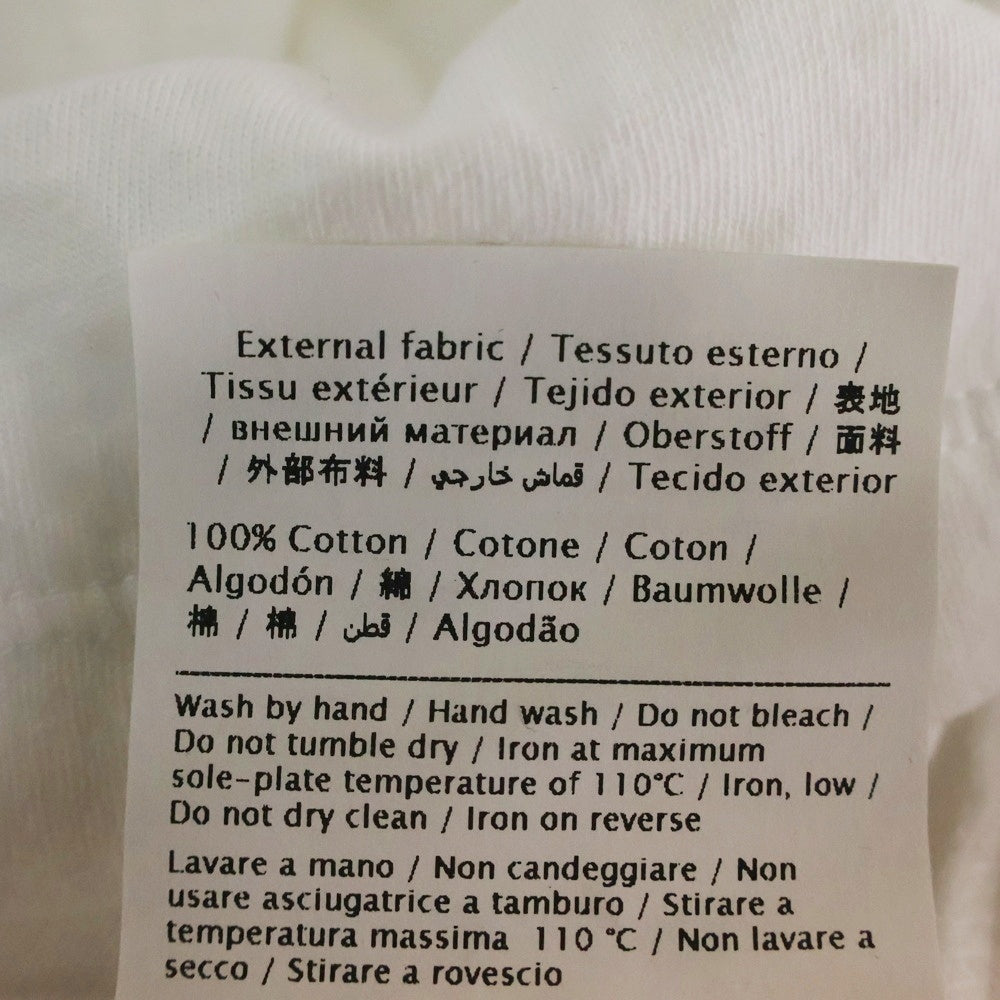 External fabric / Tessuto esterno /
Tissu extérieur / Tejido exterior / 表地
/ внешний материал / Oberstoff / 面料
/ 外部布料 / قماش خارجي / Tecido exterior
100% Cotton / Cotone / Coton /
Algodón / 綿 / Хлопок / Baumwolle /
棉 / 棉 / قطن / Algodão
Wash by hand / Hand wash / Do not bleach /
Do not tumble dry / Iron at maximum
sole-plate temperature of 110°C / Iron, low /
Do not dry clean / Iron on reverse
Lavare a mano / Non candeggiare / Non
usare asciugatrice a tamburo / Stirare a
temperatura massima 110 °C / Non lavare a
secco / Stirare a rovescio